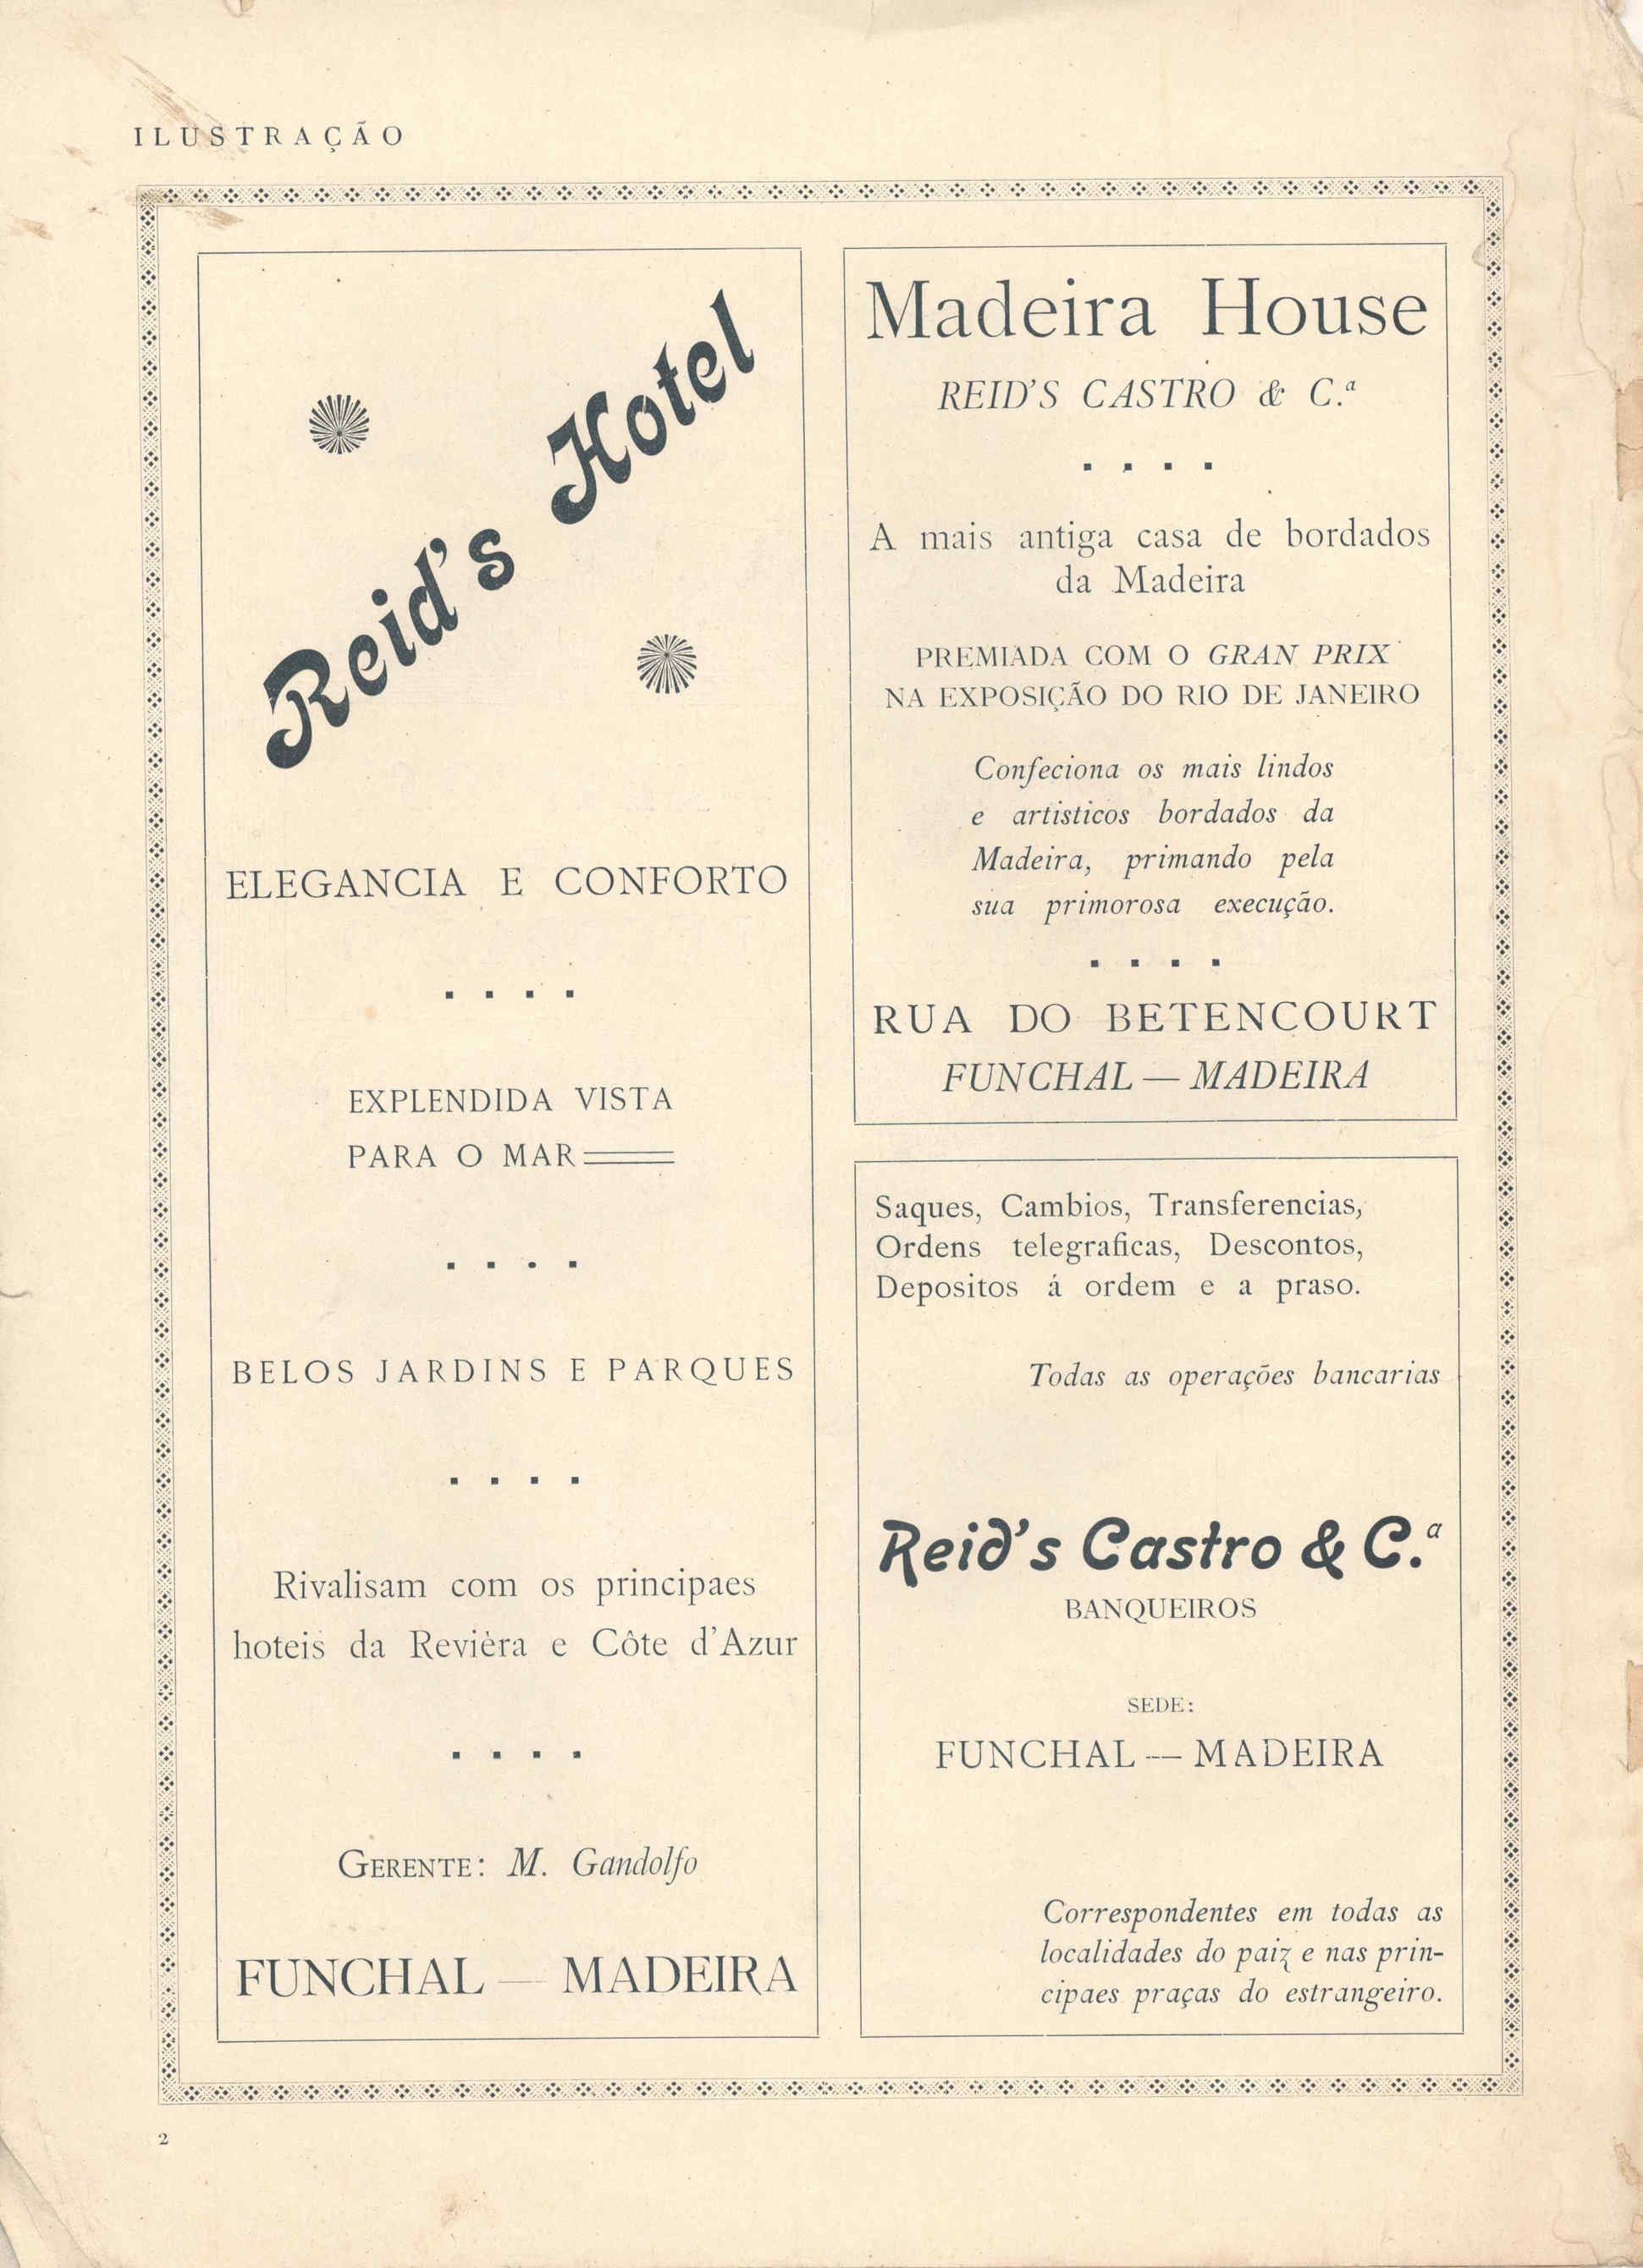 ILUSTRAÇÃO
Reid's Hotel
ELEGANCIA E CONFORTO
EXPLENDIDA VISTA
PARA O MAR
BELOS JARDINS E PARQUES
Rivalisam com os principaes
hoteis da Revièra e Côte d'Azur
GERENTE: M. Gandolfo
FUNCHAL — MADEIRA
Madeira House
REID'S CASTRO & C.ª
A mais antiga casa de bordados
da Madeira
PREMIADA COM O GRAN PRIX
NA EXPOSIÇÃO DO RIO DE JANEIRO
Confeciona os mais lindos
e artisticos bordados da
Madeira, primando pela
sua primorosa execução.
RUA DO BETENCOURT
FUNCHAL — MADEIRA
Saques, Cambios, Transferencias,
Ordens telegraficas, Descontos,
Depositos á ordem e a praso.
Todas as operações bancarias
Reid's Castro & C.ª
BANQUEIROS
SEDE:
FUNCHAL — MADEIRA
Correspondentes em todas as
localidades do paiz e nas prin-
cipaes praças do estrangeiro.
2